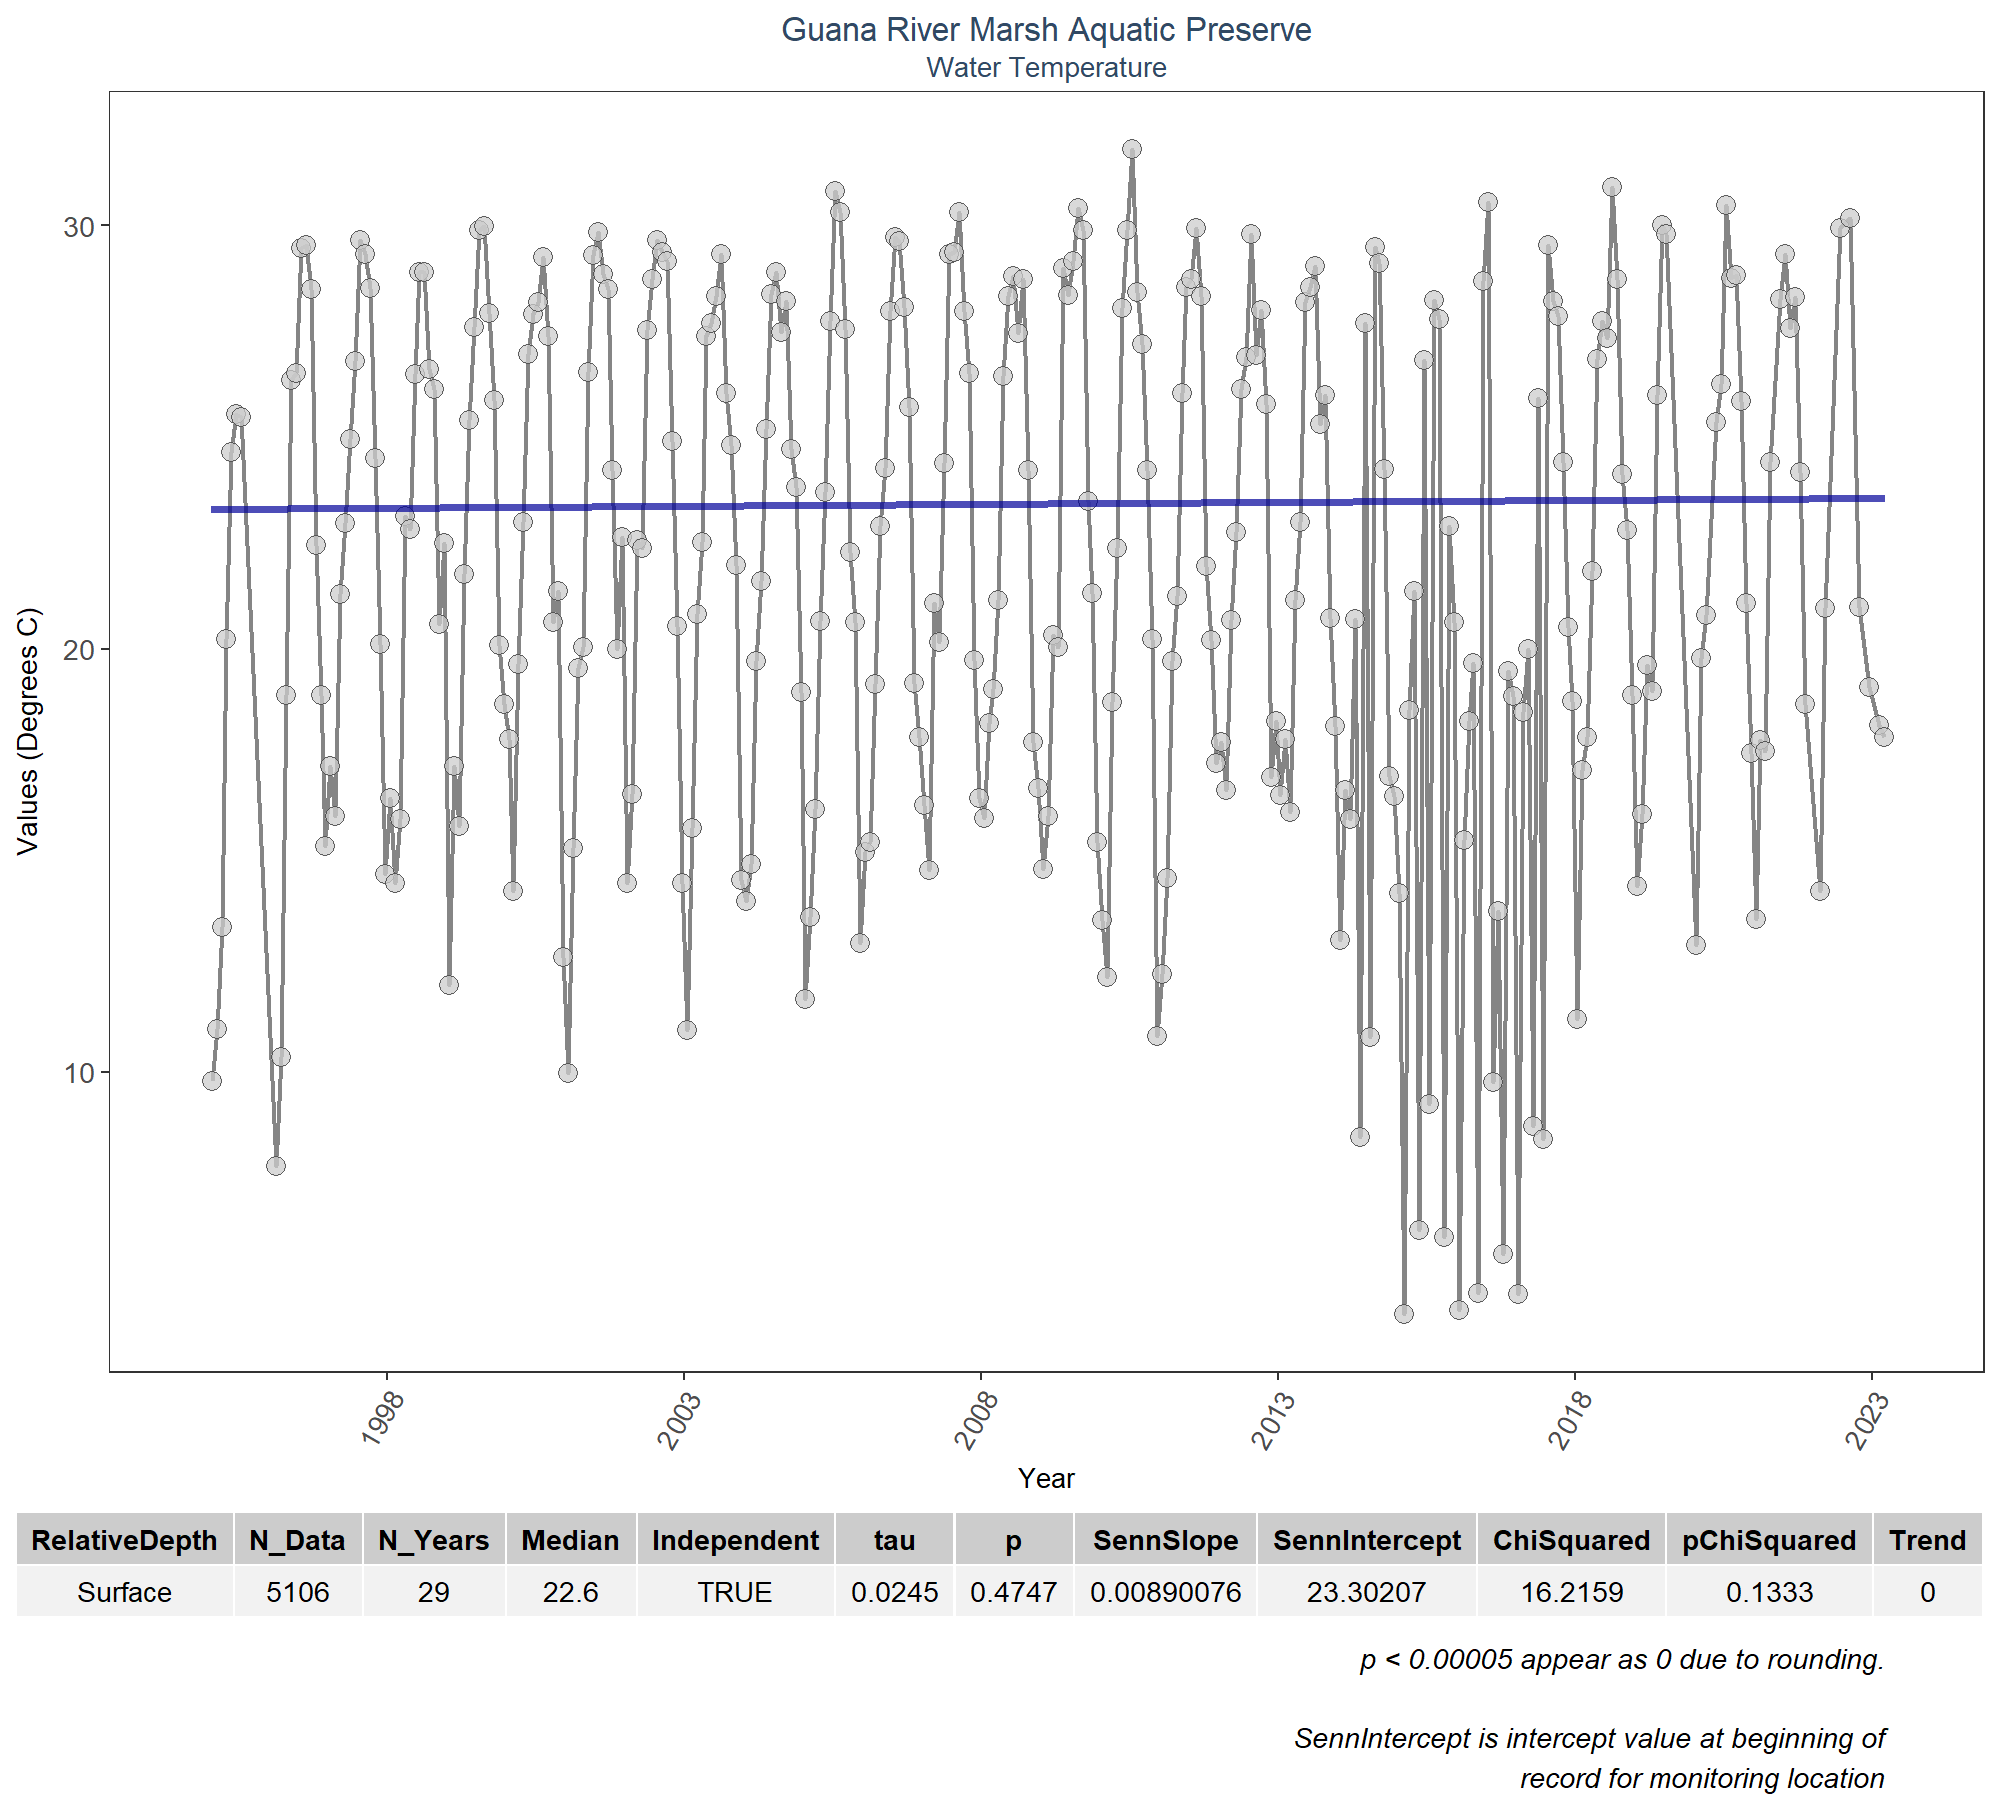 Guana River Marsh Aquatic Preserve
Water Temperature
Values (Degrees C)
30
20
10
1998 2003 2008 2013 2018 2023
Year
RelativeDepth N_Data N_Years Median Independent tau p SennSlope SennIntercept ChiSquared pChiSquared Trend
Surface 5106 29 22.6 TRUE 0.0245 0.4747 0.00890076 23.30207 16.2159 0.1333 0
p < 0.00005 appear as 0 due to rounding.
SennIntercept is intercept value at beginning of
record for monitoring location